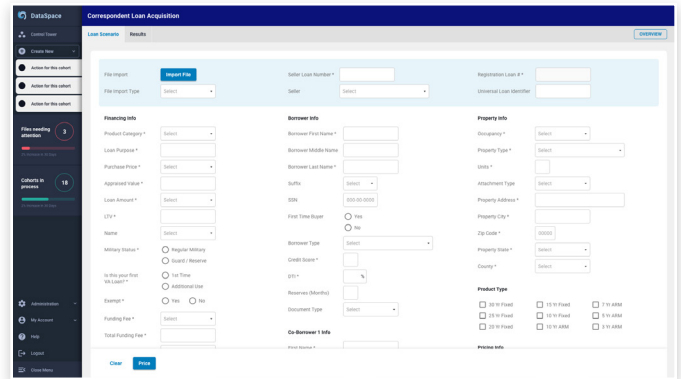 DataSpace
Control Tower
Create New
Action for this cohort
Action for this cohort
Action for this cohort
Files needing
attention
3
Cohorts in
process
18
Administration
My Account
Help
Logout
Close Menu
Correspondent Loan Acquisition
Loan Scenario Results
OVERVIEW
File Import Import File Seller Loan Number * Registration Loan # *
File Import Type Select Seller Select Universal Loan Identifier
Financing Info
Product Category * Select
Loan Purpose *
Purchase Price * Select
Appraised Value *
Loan Amount * Select
LTV *
Name Select
Military Status * Regular Military
Guard / Reserve
Is this your first
VA Loan? * 1st Time
Additional Use
Exempt * Yes No
Funding Fee * Select
Total Funding Fee *
Borrower Info
Borrower First Name *
Borrower Middle Name
Borrower Last Name *
Suffix Select
SSN 000-00-0000
First Time Buyer Yes
No
Borrower Type Select
Credit Score *
DTI * %
Reserves (Months)
Document Type Select
Co-Borrower 1 Info
First Name *
Property Info
Occupancy * Select
Property Type * Select
Units *
Attachment Type Select
Property Address *
Property City *
Zip Code * 00000
Property State * Select
County * Select
Product Type
30 Yr Fixed 15 Yr Fixed 7 Yr ARM
25 Yr Fixed 10 Yr Fixed 5 Yr ARM
20 Yr Fixed 10 Yr ARM 3 Yr ARM
Pricing Info
Clear Price